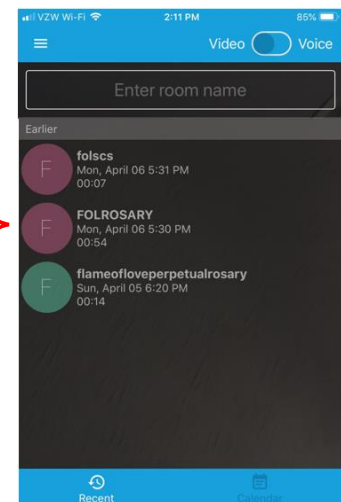 VZW Wi-Fi 2:11 PM 85%
Video Voice
Enter room name
Earlier
F
folscs
Mon, April 06 5:31 PM
00:07
F
FOLROSARY
Mon, April 06 5:30 PM
00:54
F
flameofloveperpetualrosary
Sun, April 05 6:20 PM
00:14
Recent Calendar